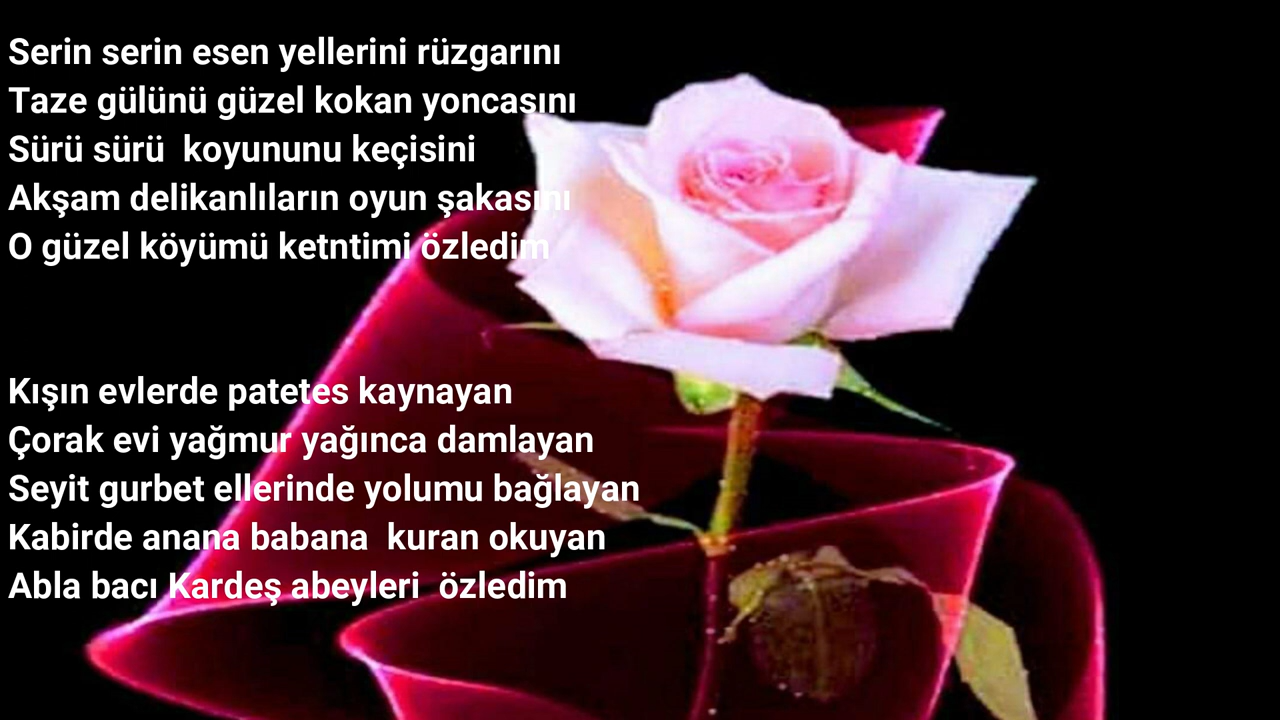 Serin serin esen yellerini rüzgarını
Taze gülünü güzel kokan yoncasını
Sürü sürü  koyununu keçisini
Akşam delikanlıların oyun şakasını
O güzel köyümü ketntimi özledim
Kışın evlerde patetes kaynayan
Çorak evi yağmur yağınca damlayan
Seyit gurbet ellerinde yolumu bağlayan
Kabirde anana babana  kuran okuyan
Abla bacı Kardeş abeyleri  özledim